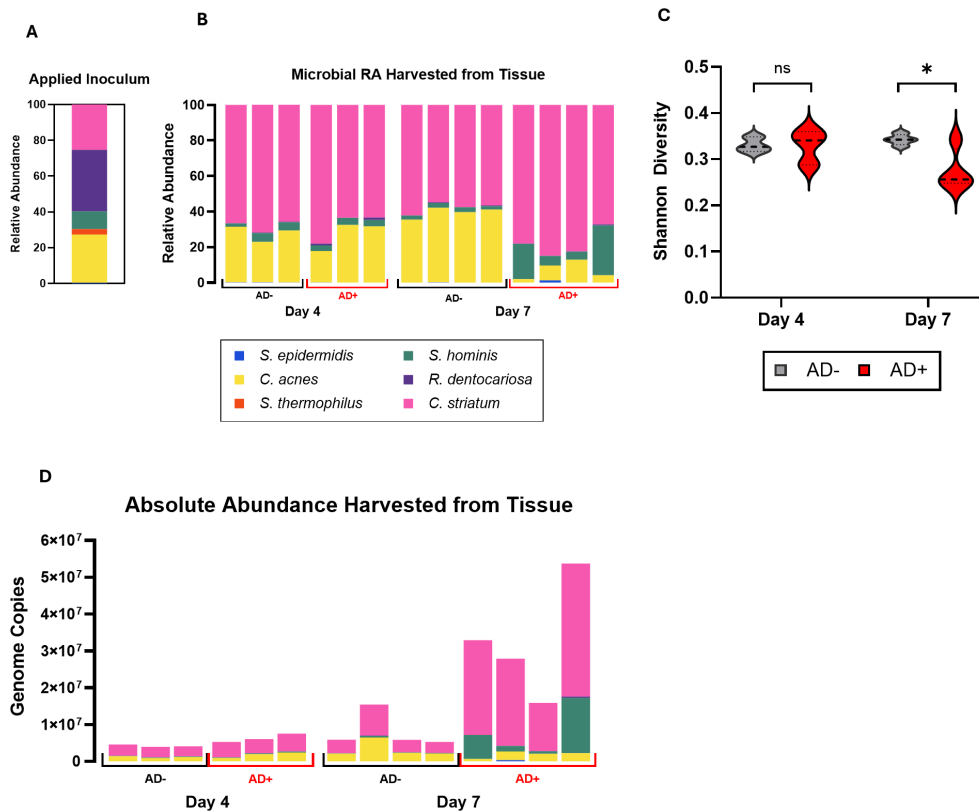 A
Applied Inoculum
Relative Abundance
100
80
60
40
20
0
B
Microbial RA Harvested from Tissue
Relative Abundance
100
80
60
40
20
0
AD-
AD+
AD-
AD+
Day 4
Day 7
S. epidermidis
S. hominis
C. acnes
R. dentocariosa
S. thermophilus
C. striatum
C
Shannon Diversity
0.5
0.4
0.3
0.2
0.1
0.0
ns
*
Day 4
Day 7
AD-
AD+
D
Absolute Abundance Harvested from Tissue
Genome Copies
6×10⁷
5×10⁷
4×10⁷
3×10⁷
2×10⁷
1×10⁷
0
AD-
AD+
AD-
AD+
Day 4
Day 7